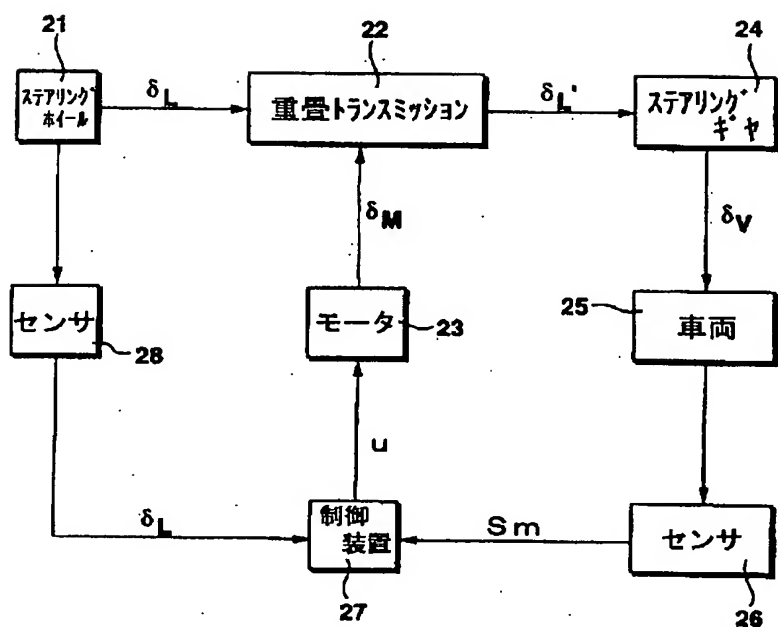 21
22
24
ステアリング
ホイール
δL
重畳トランスミッション
δL'
ステアリング
ギヤ
δM
δV
センサ
28
モータ
23
25
車両
u
δL
制御
装置
27
Sm
センサ
26